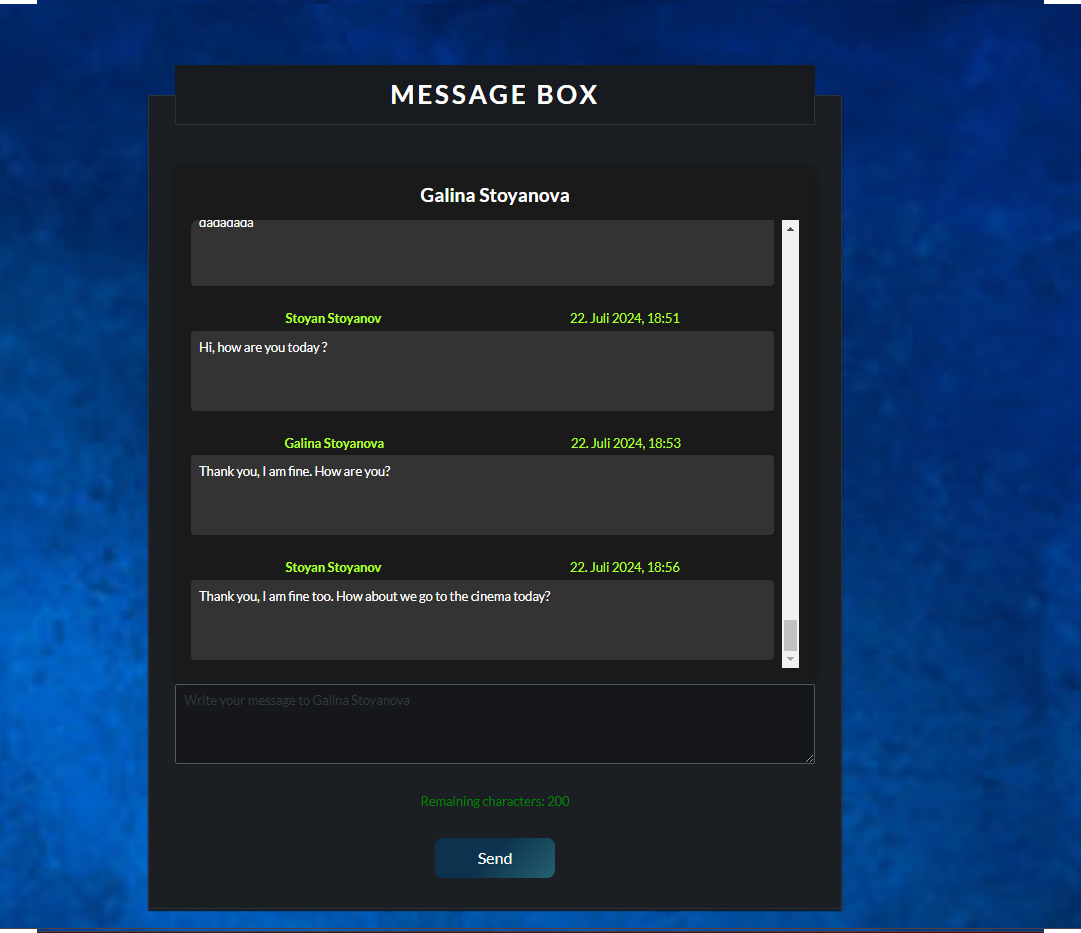 MESSAGE BOX
Galina Stoyanova
dadadada
Stoyan Stoyanov 22. Juli 2024, 18:51
Hi, how are you today ?
Galina Stoyanova 22. Juli 2024, 18:53
Thank you, I am fine. How are you?
Stoyan Stoyanov 22. Juli 2024, 18:56
Thank you, I am fine too. How about we go to the cinema today?
Write your message to Galina Stoyanova
Remaining characters: 200
Send